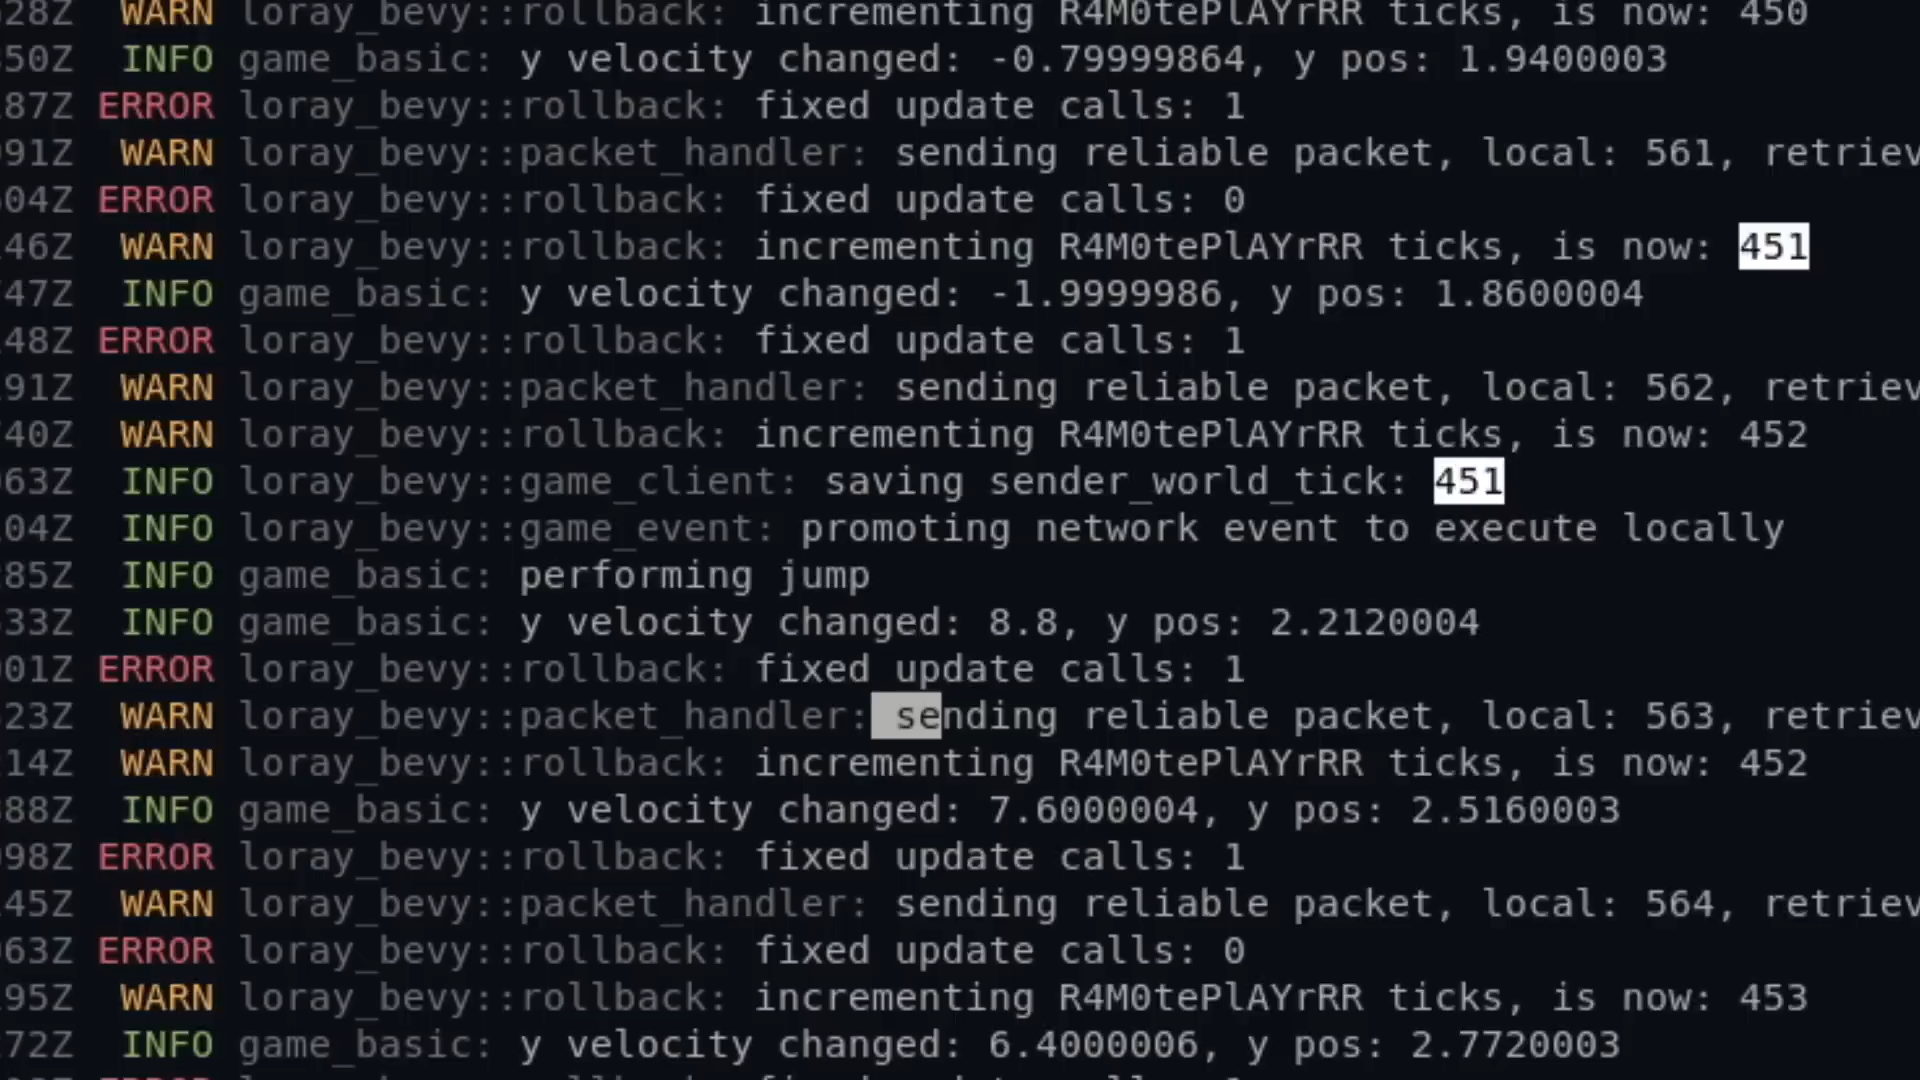 28Z WARN loray_bevy::rollback: incrementing R4M0tePlAYrRR ticks, is now: 450
50Z INFO game_basic: y velocity changed: -0.79999864, y pos: 1.9400003
87Z ERROR loray_bevy::rollback: fixed update calls: 1
91Z WARN loray_bevy::packet_handler: sending reliable packet, local: 561, retriev
04Z ERROR loray_bevy::rollback: fixed update calls: 0
46Z WARN loray_bevy::rollback: incrementing R4M0tePlAYrRR ticks, is now: 451
47Z INFO game_basic: y velocity changed: -1.9999986, y pos: 1.8600004
48Z ERROR loray_bevy::rollback: fixed update calls: 1
91Z WARN loray_bevy::packet_handler: sending reliable packet, local: 562, retriev
40Z WARN loray_bevy::rollback: incrementing R4M0tePlAYrRR ticks, is now: 452
63Z INFO loray_bevy::game_client: saving sender_world_tick: 451
04Z INFO loray_bevy::game_event: promoting network event to execute locally
85Z INFO game_basic: performing jump
33Z INFO game_basic: y velocity changed: 8.8, y pos: 2.2120004
01Z ERROR loray_bevy::rollback: fixed update calls: 1
23Z WARN loray_bevy::packet_handler: sending reliable packet, local: 563, retriev
14Z WARN loray_bevy::rollback: incrementing R4M0tePlAYrRR ticks, is now: 452
88Z INFO game_basic: y velocity changed: 7.6000004, y pos: 2.5160003
98Z ERROR loray_bevy::rollback: fixed update calls: 1
45Z WARN loray_bevy::packet_handler: sending reliable packet, local: 564, retriev
63Z ERROR loray_bevy::rollback: fixed update calls: 0
95Z WARN loray_bevy::rollback: incrementing R4M0tePlAYrRR ticks, is now: 453
72Z INFO game_basic: y velocity changed: 6.4000006, y pos: 2.7720003